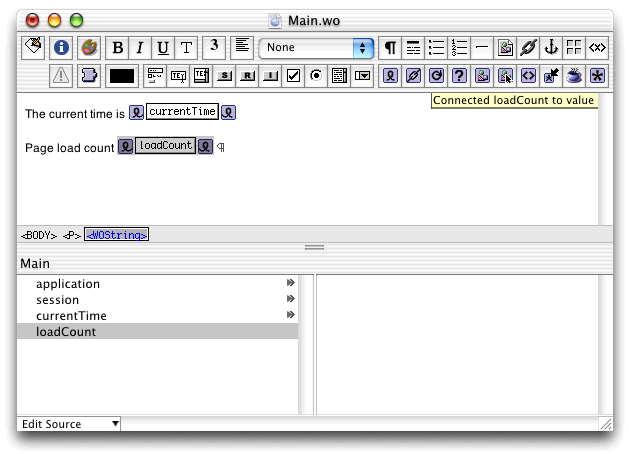 Main.wo
B I U T 3 None ¶
TEXT S R I ?
Connected loadCount to value
The current time is currentTime
Page load count loadCount ¶
<BODY> <P> <WOString>
Main
application
session
currentTime
loadCount
Edit Source